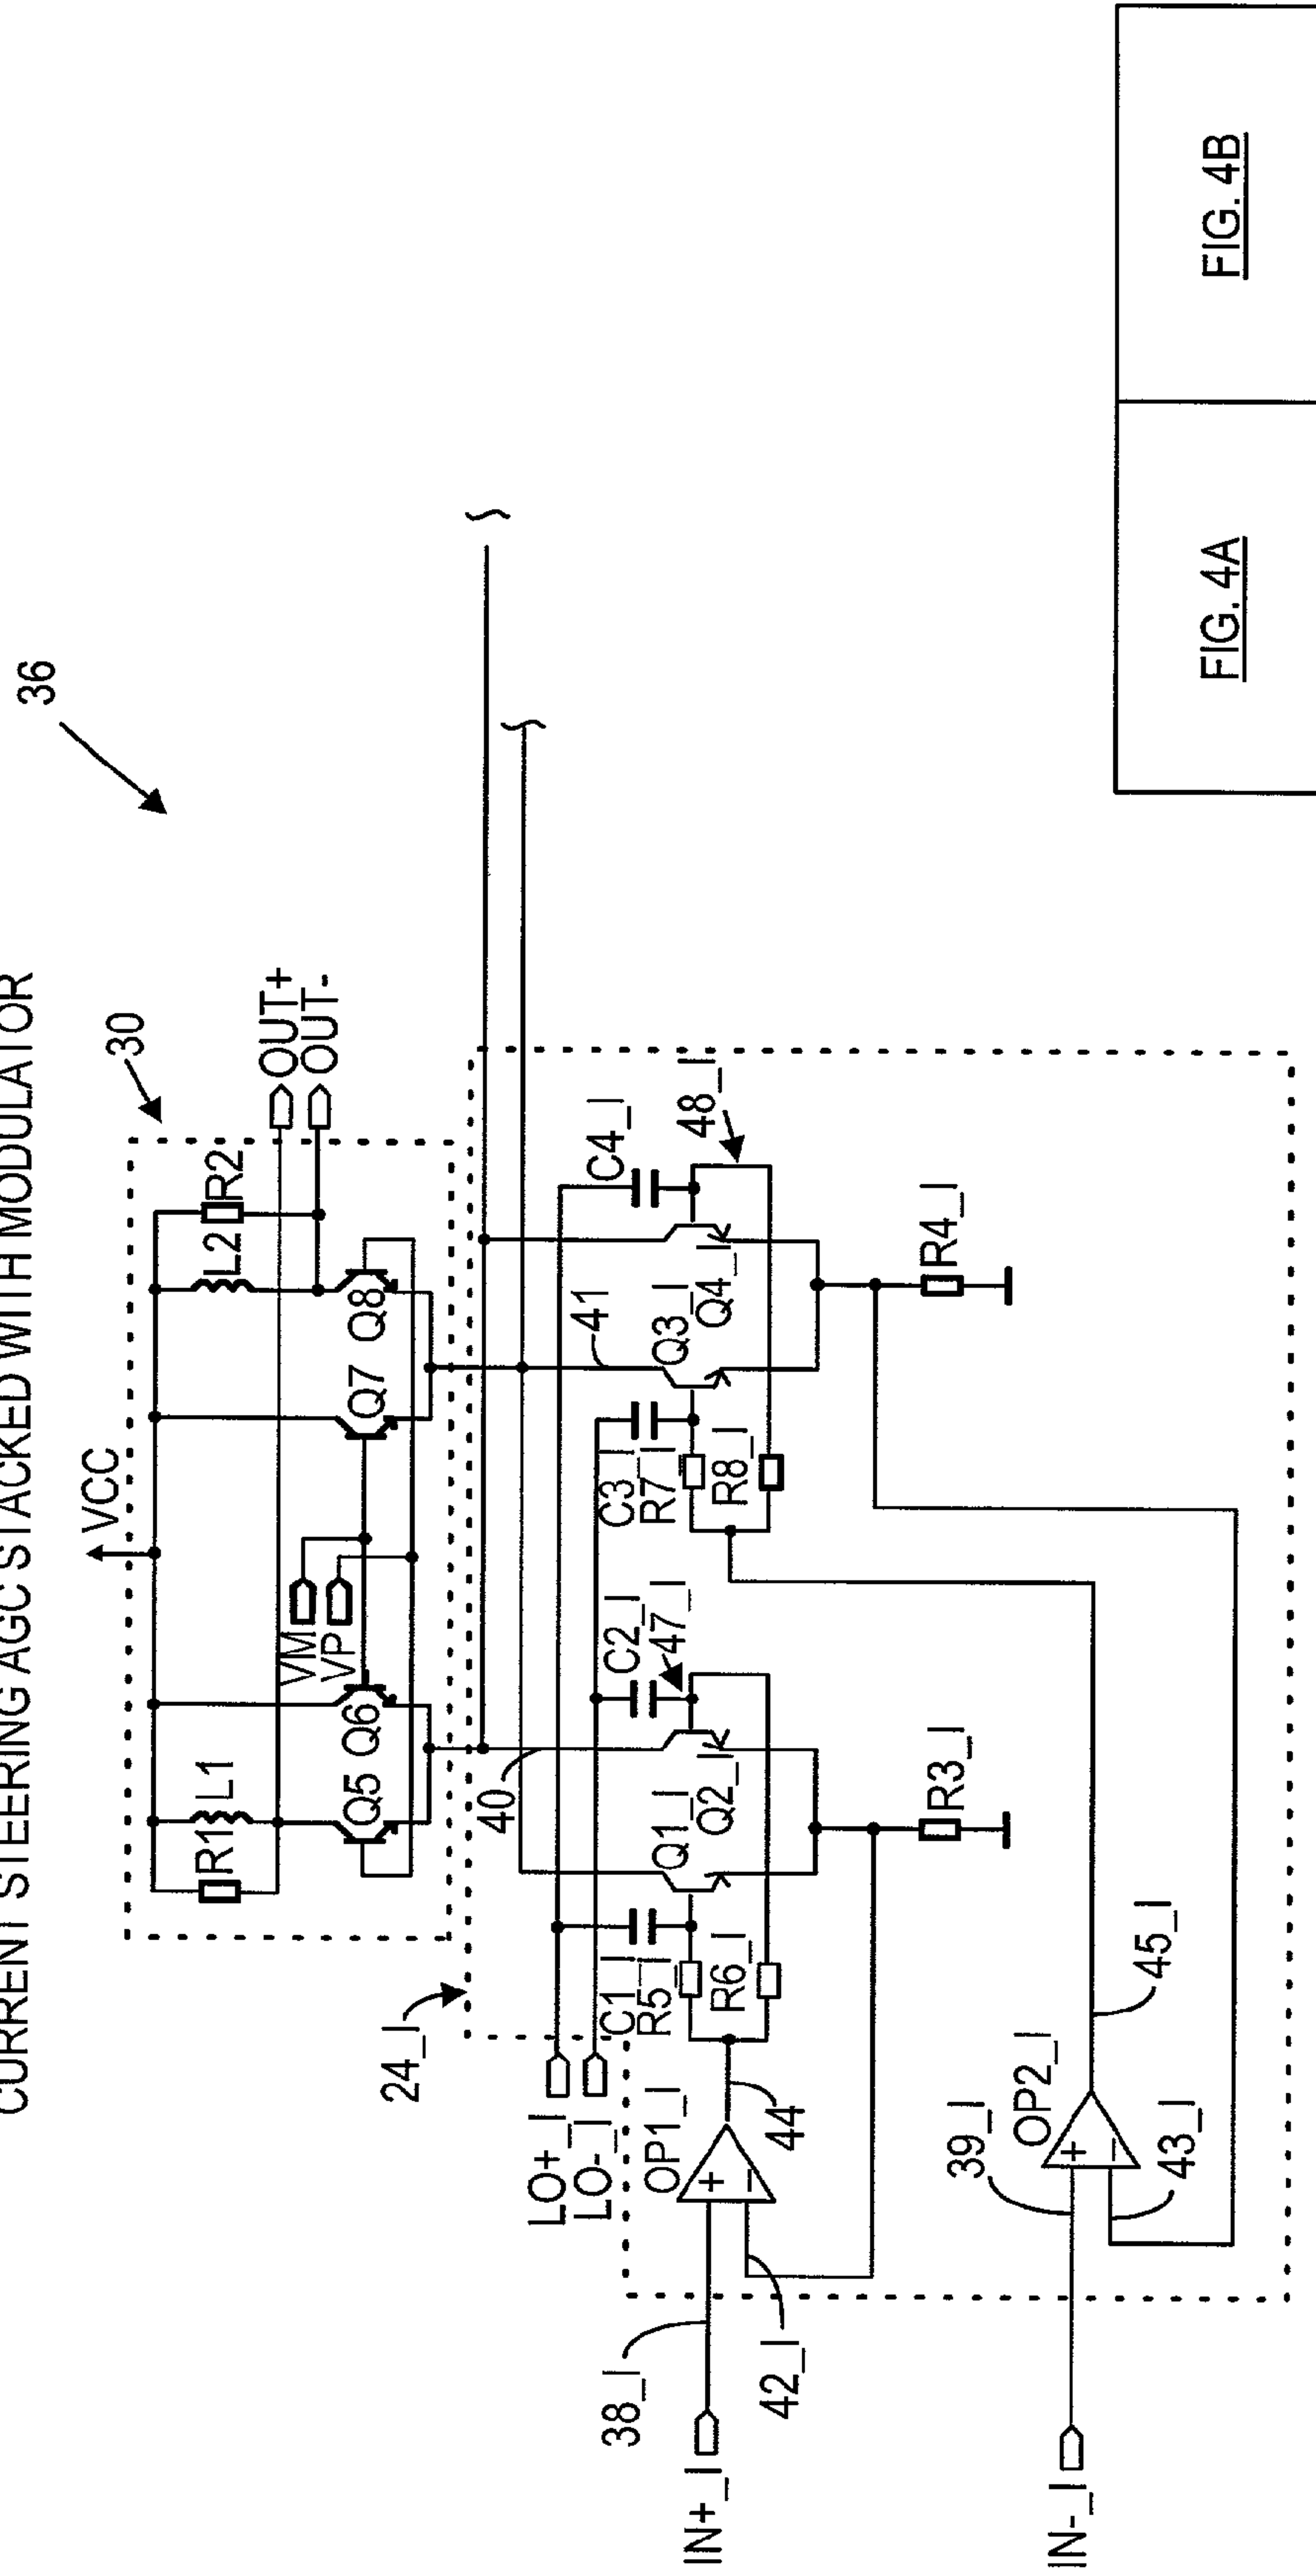 CURRENT STEERING AGC STACKED WITH MODULATOR
36
30
VCC
R1
L1
Q5
Q6
VM
VP
Q7
Q8
L2
R2
OUT+
OUT-
24_I
LO+_I
LO-_I
40
41
C1_I
R5_I
R6_I
Q1_I
Q2_I
C2_I
47_I
C3_I
R7_I
R8_I
Q3_I
Q4_I
C4_I
48_I
OP1_I
+
−
44
38_I
IN+_I
42_I
R3_I
R4_I
39_I
OP2_I
+
−
43_I
45_I
IN-_I
FIG. 4A
FIG. 4B